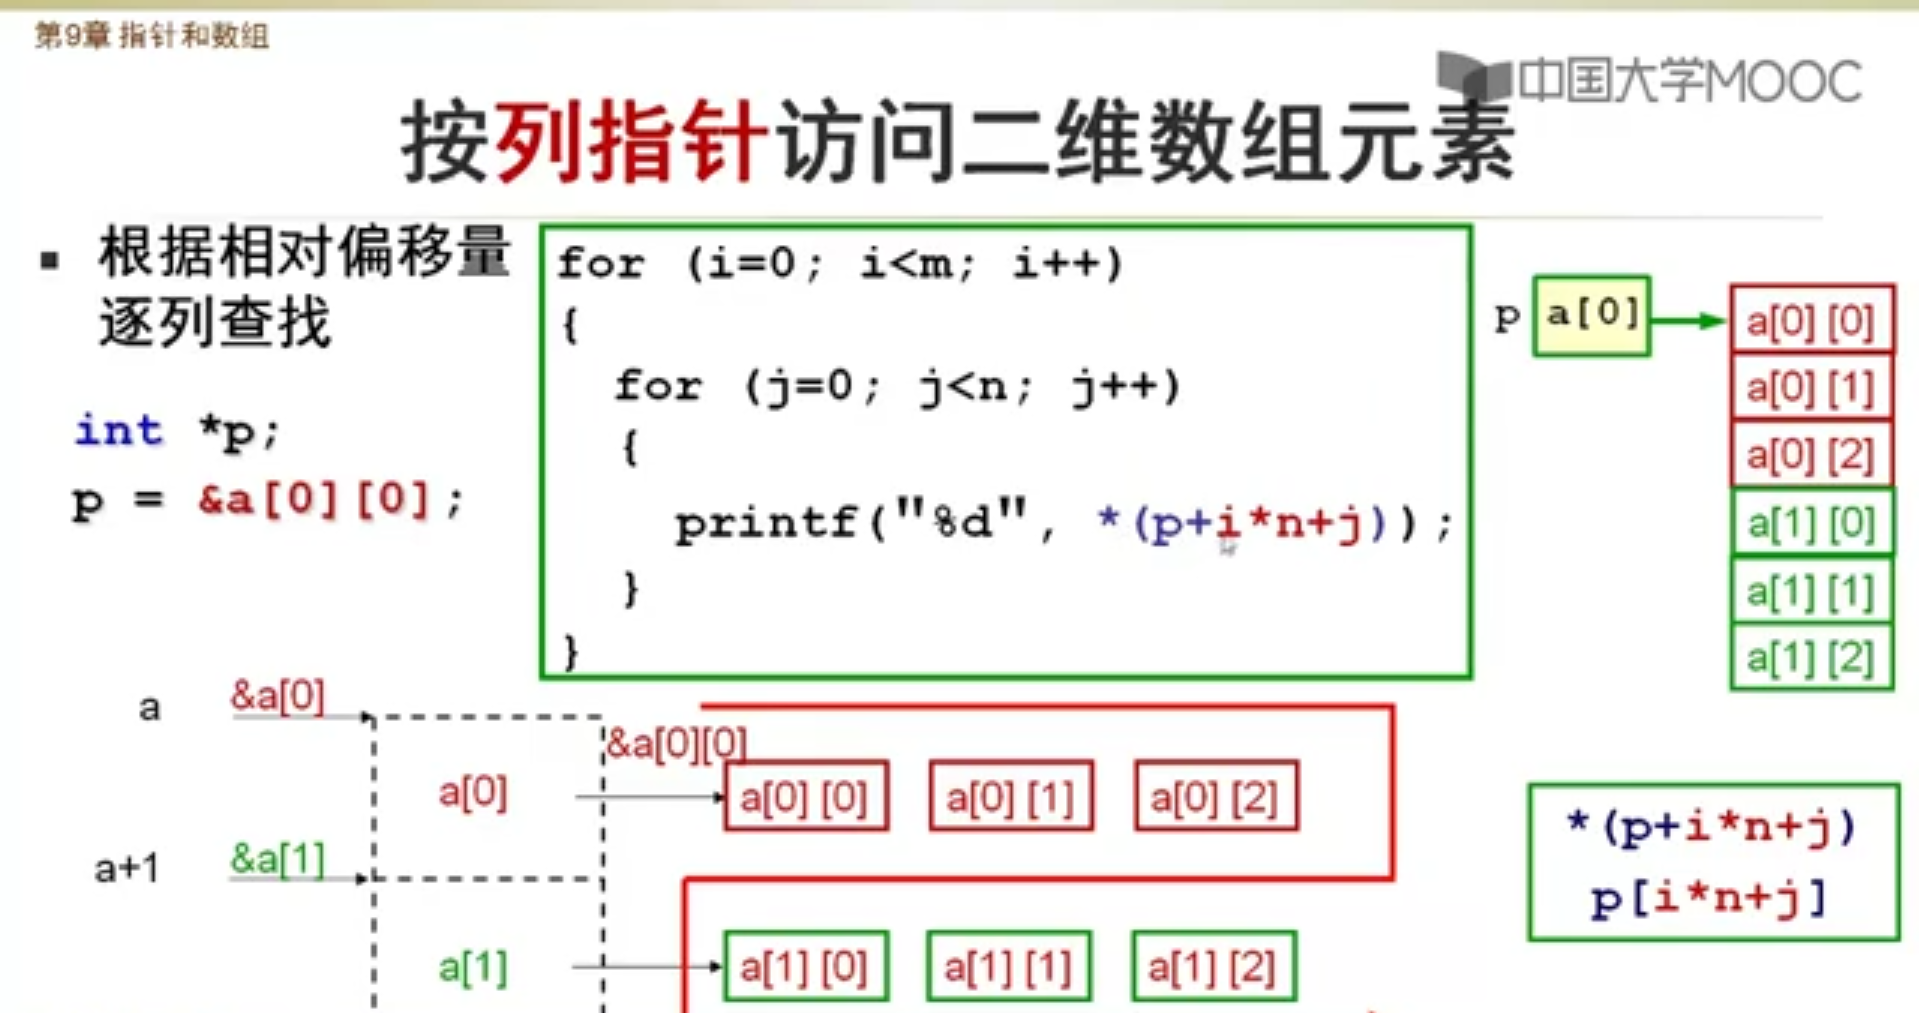 第9章 指针和数组
中国大学MOOC
按列指针访问二维数组元素
▪ 根据相对偏移量
逐列查找
int *p;
p = &a[0][0];
for (i=0; i<m; i++)
{
for (j=0; j<n; j++)
{
printf("%d", *(p+i*n+j));
}
}
p a[0]
a[0] [0]
a[0] [1]
a[0] [2]
a[1] [0]
a[1] [1]
a[1] [2]
a &a[0]
&a[0][0]
a[0] a[0] [0] a[0] [1] a[0] [2]
a+1 &a[1]
a[1] a[1] [0] a[1] [1] a[1] [2]
*(p+i*n+j)
p[i*n+j]